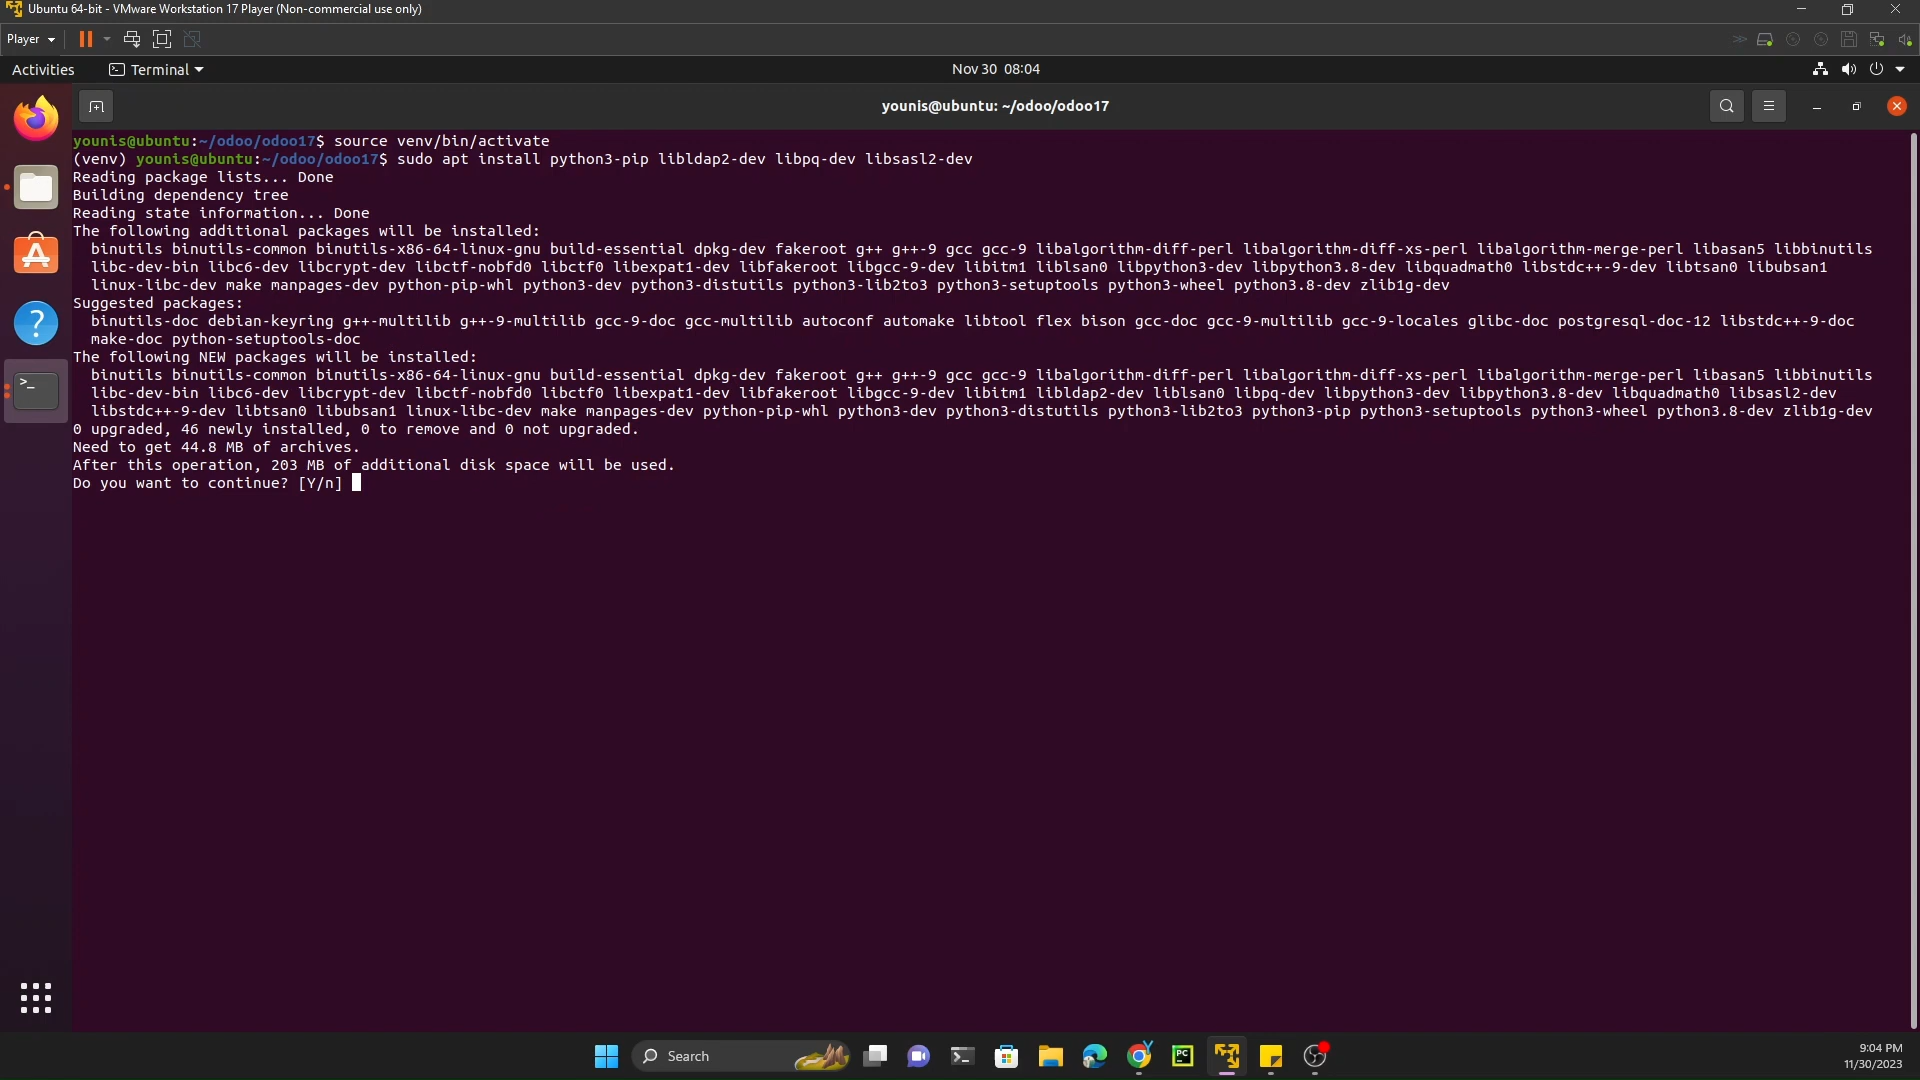 Ubuntu 64-bit - VMware Workstation 17 Player (Non-commercial use only)
Player
Activities Terminal Nov 30 08:04
younis@ubuntu: ~/odoo/odoo17
younis@ubuntu:~/odoo/odoo17$ source venv/bin/activate
(venv) younis@ubuntu:~/odoo/odoo17$ sudo apt install python3-pip libldap2-dev libpq-dev libsasl2-dev
Reading package lists... Done
Building dependency tree
Reading state information... Done
The following additional packages will be installed:
binutils binutils-common binutils-x86-64-linux-gnu build-essential dpkg-dev fakeroot g++ g++-9 gcc gcc-9 libalgorithm-diff-perl libalgorithm-diff-xs-perl libalgorithm-merge-perl libasan5 libbinutils
libc-dev-bin libc6-dev libcrypt-dev libctf-nobfd0 libctf0 libexpat1-dev libfakeroot libgcc-9-dev libitm1 liblsan0 libpython3-dev libpython3.8-dev libquadmath0 libstdc++-9-dev libtsan0 libubsan1
linux-libc-dev make manpages-dev python-pip-whl python3-dev python3-distutils python3-lib2to3 python3-setuptools python3-wheel python3.8-dev zlib1g-dev
Suggested packages:
binutils-doc debian-keyring g++-multilib g++-9-multilib gcc-9-doc gcc-multilib autoconf automake libtool flex bison gcc-doc gcc-9-multilib gcc-9-locales glibc-doc postgresql-doc-12 libstdc++-9-doc
make-doc python-setuptools-doc
The following NEW packages will be installed:
binutils binutils-common binutils-x86-64-linux-gnu build-essential dpkg-dev fakeroot g++ g++-9 gcc gcc-9 libalgorithm-diff-perl libalgorithm-diff-xs-perl libalgorithm-merge-perl libasan5 libbinutils
libc-dev-bin libc6-dev libcrypt-dev libctf-nobfd0 libctf0 libexpat1-dev libfakeroot libgcc-9-dev libitm1 libldap2-dev liblsan0 libpq-dev libpython3-dev libpython3.8-dev libquadmath0 libsasl2-dev
libstdc++-9-dev libtsan0 libubsan1 linux-libc-dev make manpages-dev python-pip-whl python3-dev python3-distutils python3-lib2to3 python3-pip python3-setuptools python3-wheel python3.8-dev zlib1g-dev
0 upgraded, 46 newly installed, 0 to remove and 0 not upgraded.
Need to get 44.8 MB of archives.
After this operation, 203 MB of additional disk space will be used.
Do you want to continue? [Y/n]
Search
PC
9:04 PM
11/30/2023